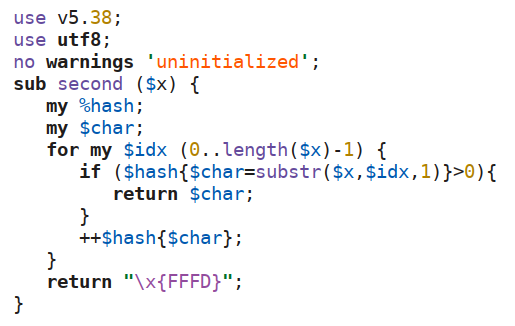 use v5.38;
use utf8;
no warnings 'uninitialized';
sub second ($x) {
   my %hash;
   my $char;
   for my $idx (0..length($x)-1) {
      if ($hash{$char=substr($x,$idx,1)}>0){
         return $char;
      }
      ++$hash{$char};
   }
   return "\x{FFFD}";
}